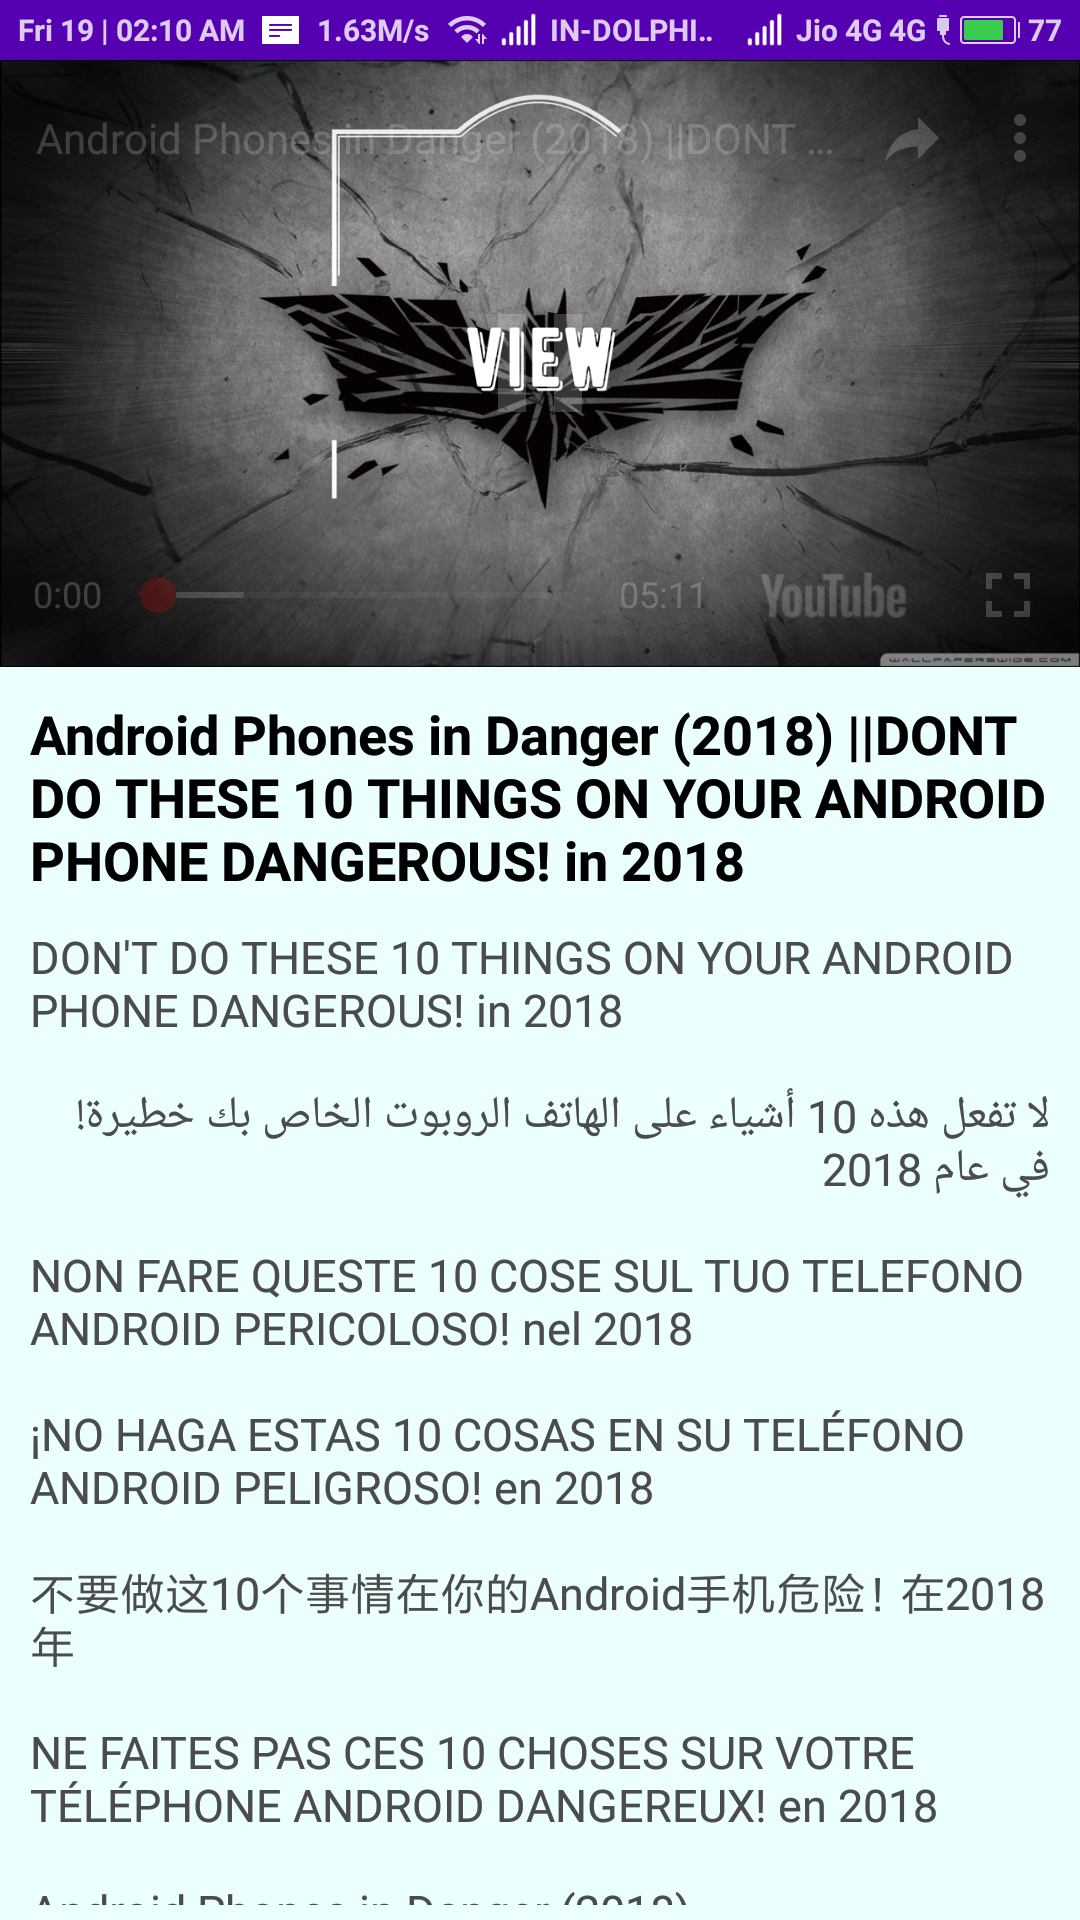 Fri 19 | 02:10 AM 1.63M/s IN-DOLPHI.. Jio 4G 4G 77
Android Phones in Danger (2018) ||DONT ...
VIEW
0:00 05:11 YouTube
WALLPAPERSWIDE.COM
Android Phones in Danger (2018) ||DONT
DO THESE 10 THINGS ON YOUR ANDROID
PHONE DANGEROUS! in 2018
DON'T DO THESE 10 THINGS ON YOUR ANDROID
PHONE DANGEROUS! in 2018
لا تفعل هذه 10 أشياء على الهاتف الروبوت الخاص بك خطيرة!
في عام 2018
NON FARE QUESTE 10 COSE SUL TUO TELEFONO
ANDROID PERICOLOSO! nel 2018
¡NO HAGA ESTAS 10 COSAS EN SU TELÉFONO
ANDROID PELIGROSO! en 2018
不要做这10个事情在你的Android手机危险！在2018
年
NE FAITES PAS CES 10 CHOSES SUR VOTRE
TÉLÉPHONE ANDROID DANGEREUX! en 2018
Android Phones in Danger (2018)